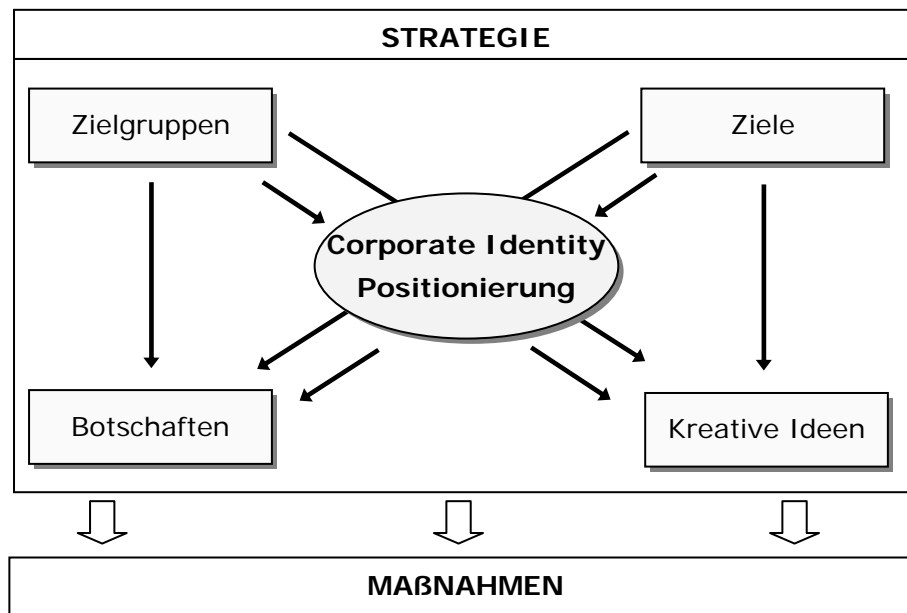 STRATEGIE
Zielgruppen
Ziele
Corporate Identity
Positionierung
Botschaften
Kreative Ideen
MAßNAHMEN